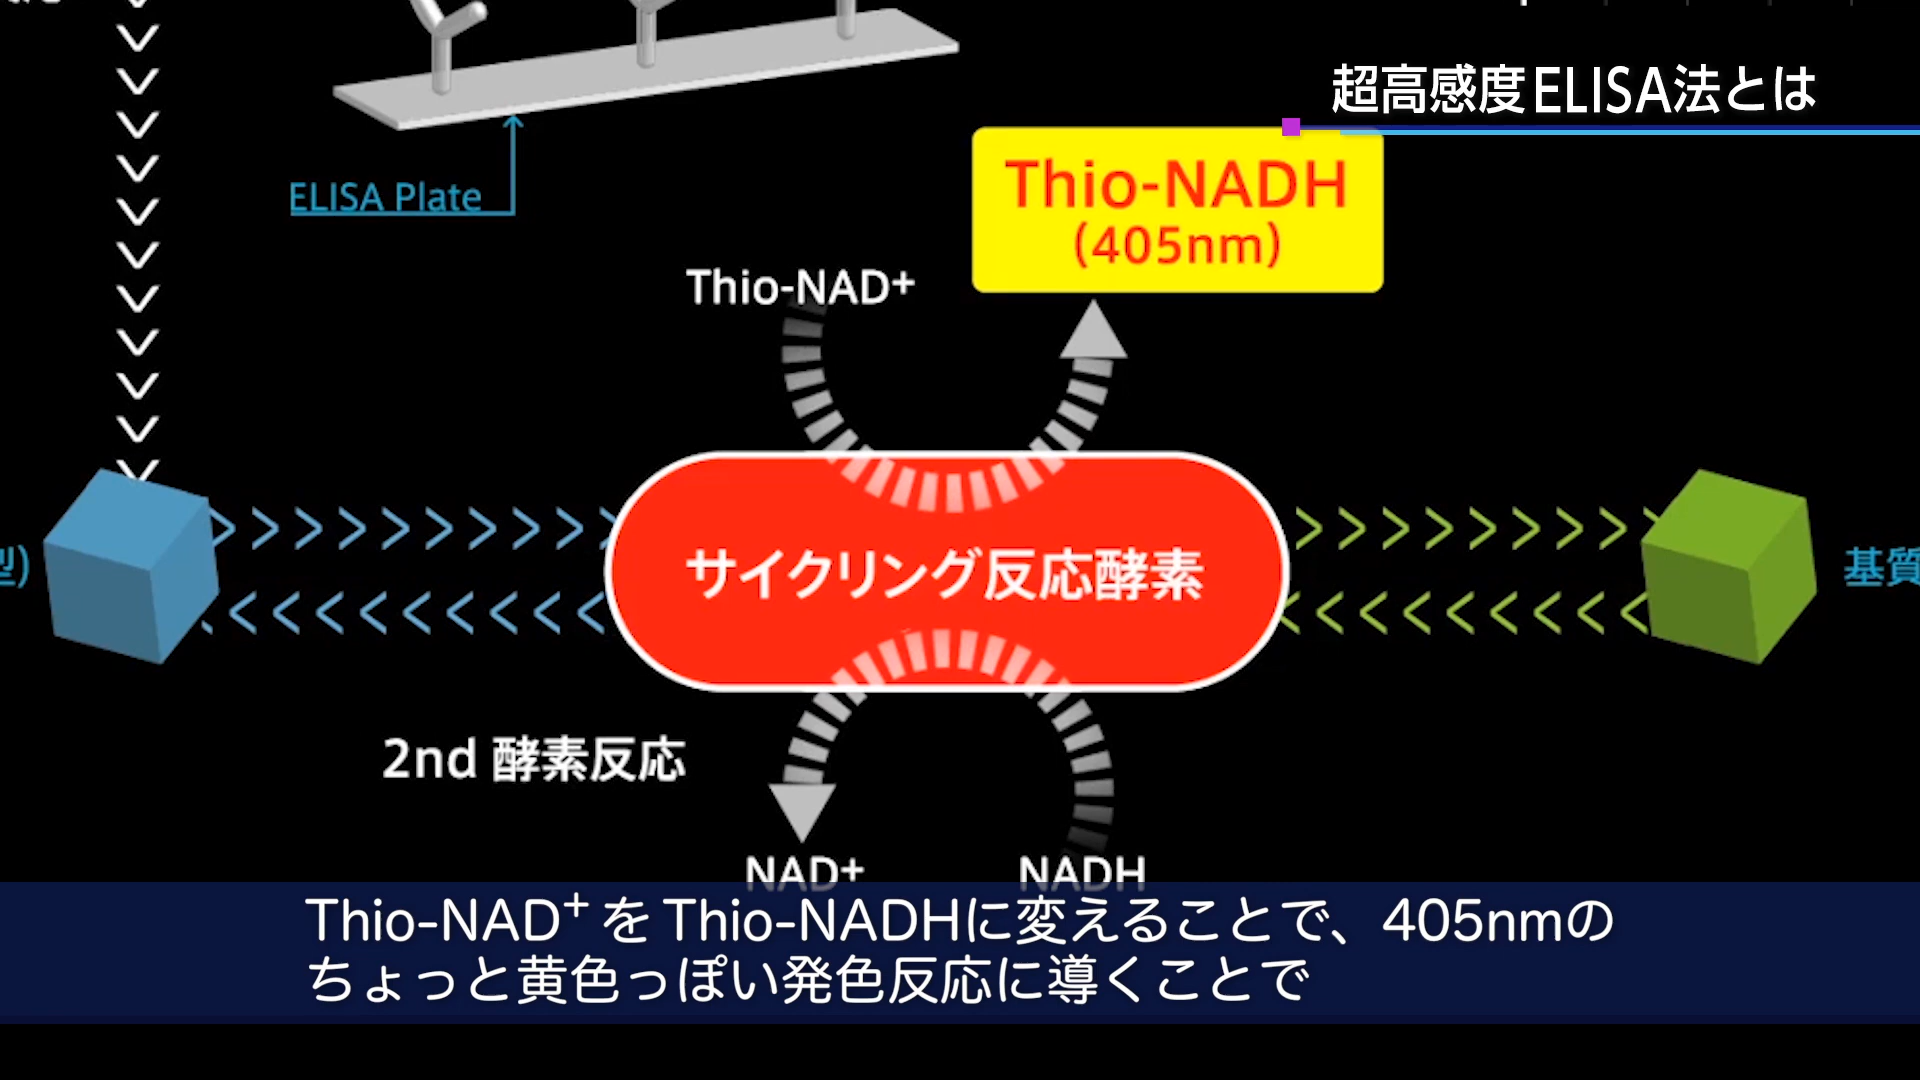 超高感度ELISA法とは
ELISA Plate
Thio-NADH
(405nm)
Thio-NAD+
型)
サイクリング反応酵素
基質
2nd 酵素反応
NAD+
NADH
Thio-NAD⁺をThio-NADHに変えることで、405nmの
ちょっと黄色っぽい発色反応に導くことで